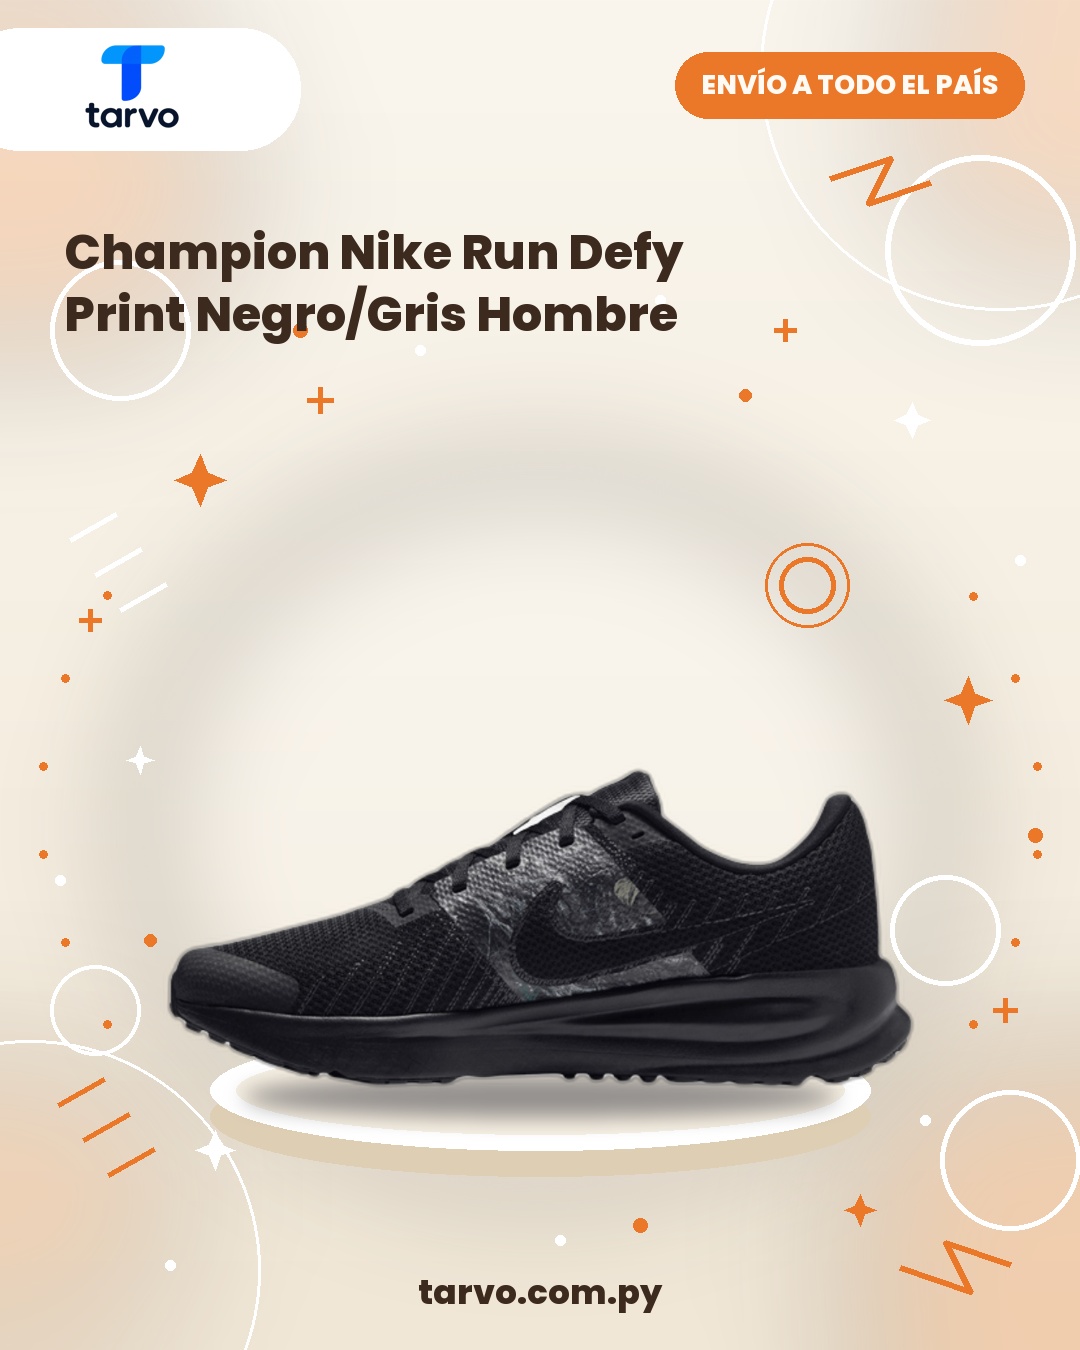 tarvo
ENVÍO A TODO EL PAÍS
Champion Nike Run Defy
Print Negro/Gris Hombre
tarvo.com.py